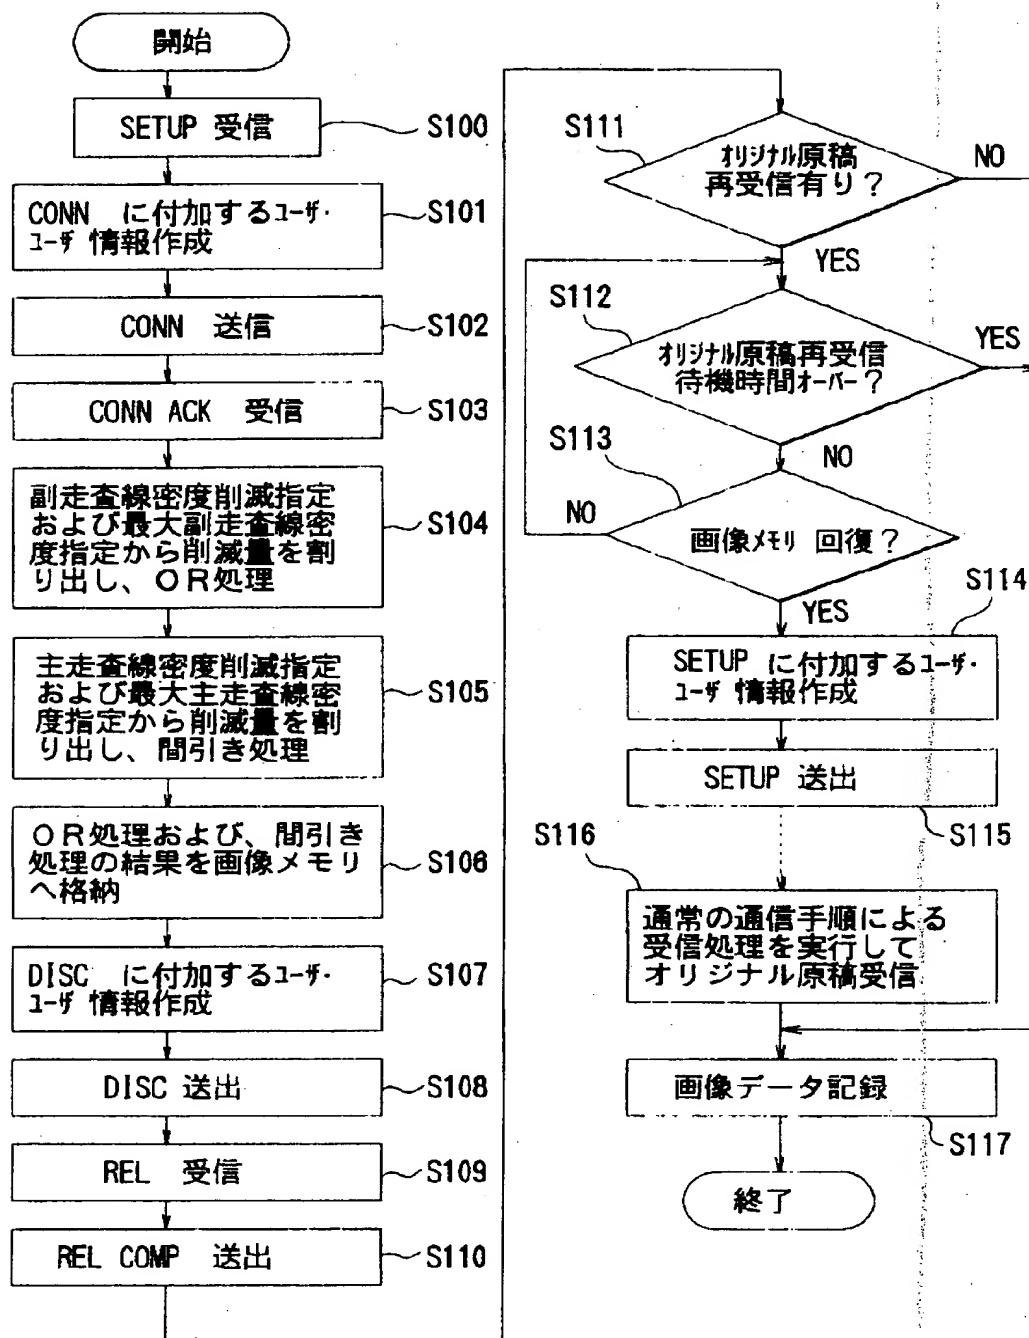 開始
SETUP 受信
S100
CONN に付加するユーザ・
ユーザ 情報作成
S101
CONN 送信
S102
CONN ACK 受信
S103
副走査線密度削減指定
および最大副走査線密
度指定から削減量を割
り出し、OR処理
S104
主走査線密度削減指定
および最大主走査線密
度指定から削減量を割
り出し、間引き処理
S105
OR処理および、間引き
処理の結果を画像メモリ
へ格納
S106
DISC に付加するユーザ・
ユーザ 情報作成
S107
DISC 送出
S108
REL 受信
S109
REL COMP 送出
S110
S111
オリジナル原稿
再受信有り?
NO
YES
S112
オリジナル原稿再受信
待機時間オーバー?
YES
NO
S113
画像メモリ 回復?
NO
YES
S114
SETUP に付加するユーザ・
ユーザ 情報作成
SETUP 送出
S115
S116
通常の通信手順による
受信処理を実行して
オリジナル原稿受信
画像データ記録
S117
終了